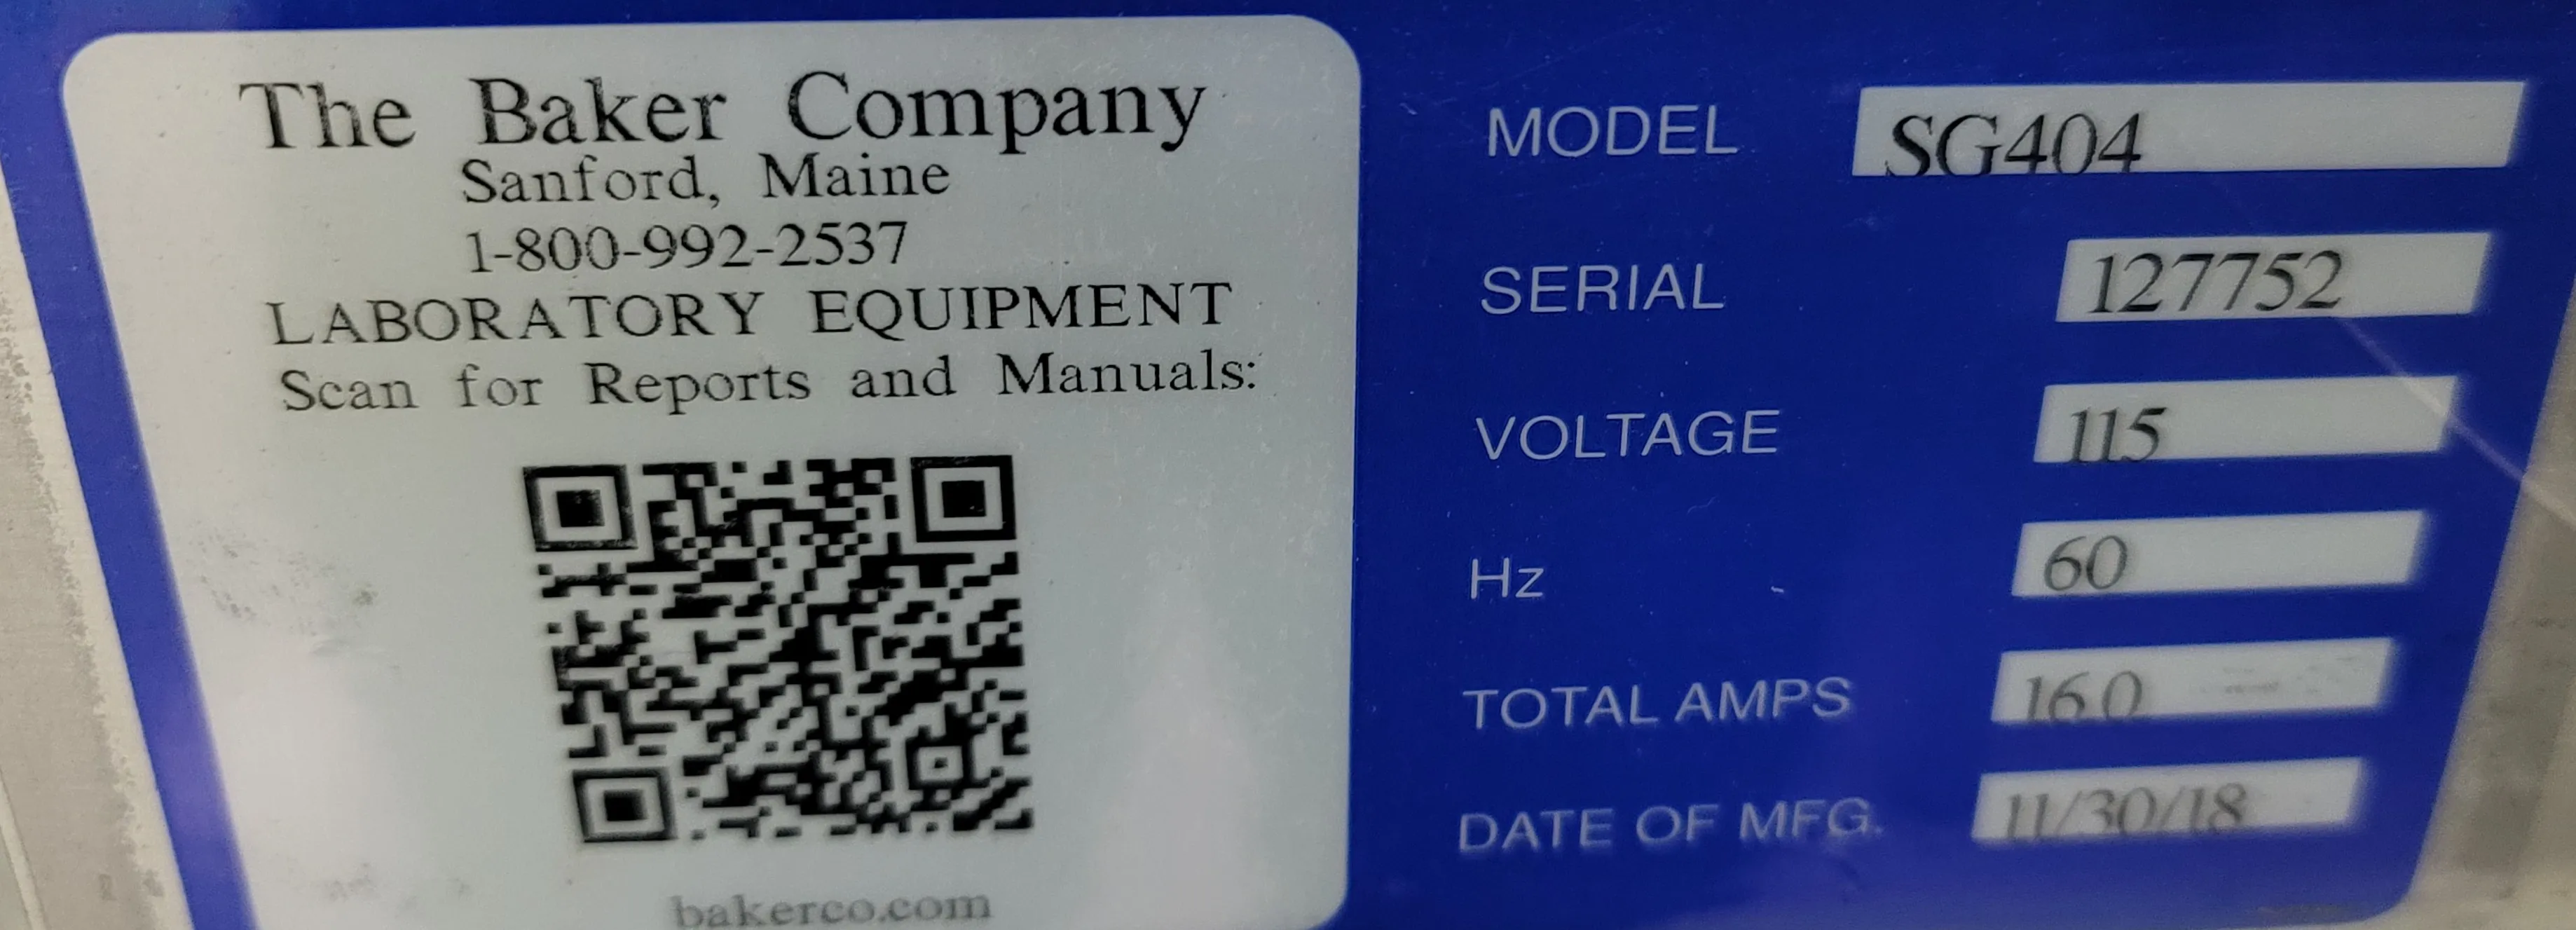 The Baker Company
Sanford, Maine
1-800-992-2537
LABORATORY EQUIPMENT
Scan for Reports and Manuals:
bakerco.com
MODEL SG404
SERIAL 127752
VOLTAGE 115
Hz 60
TOTAL AMPS 16.0
DATE OF MFG. 11/30/18